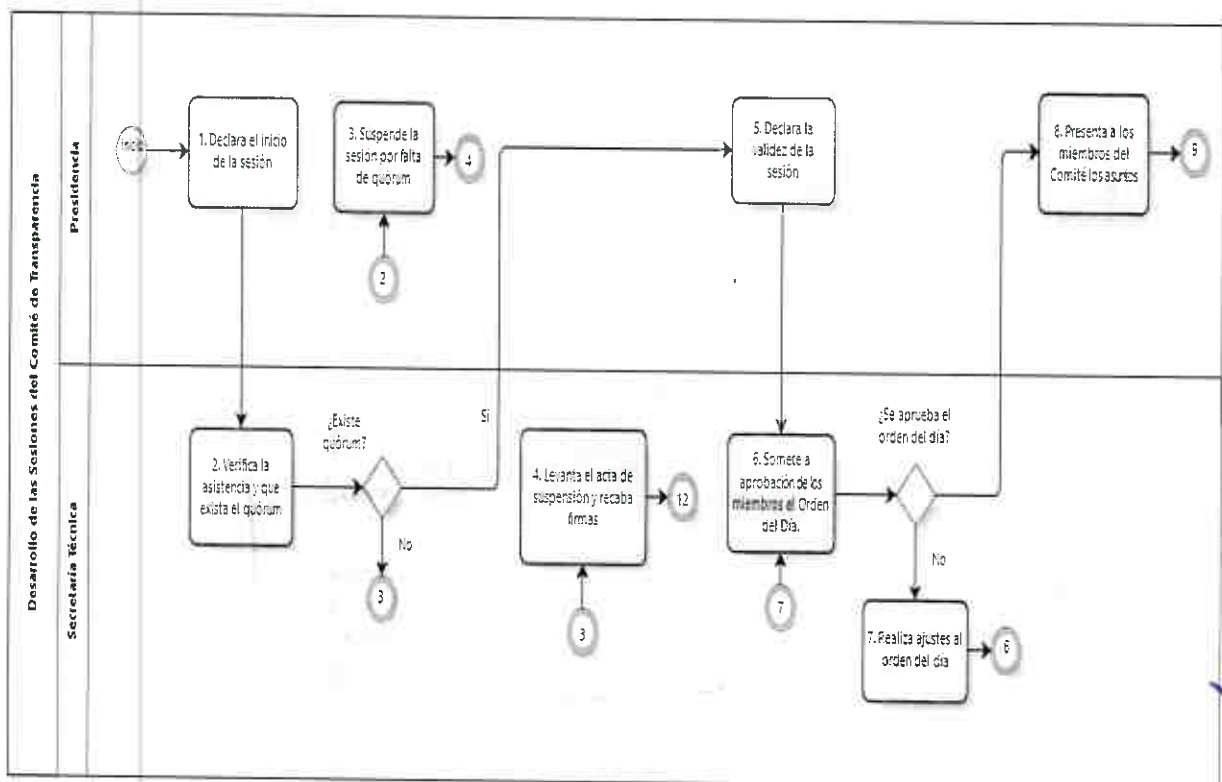 Desarrollo de las Sesiones del Comité de Transparencia
Presidencia
Inicio
1. Declara el inicio
de la sesión
3. Suspende la
sesión por falta
de quórum
4
2
5. Declara la
validez de la
sesión
8. Presenta a los
miembros del
Comité los asuntos
9
Secretaría Técnica
2. Verifica la
asistencia y que
exista el quórum
¿Existe
quórum?
Si
No
3
4. Levanta el acta de
suspensión y recaba
firmas
12
3
6. Somete a
aprobación de los
miembros el Orden
del Día.
7
¿Se aprueba el
orden del día?
No
7. Realiza ajustes al
orden del día
6